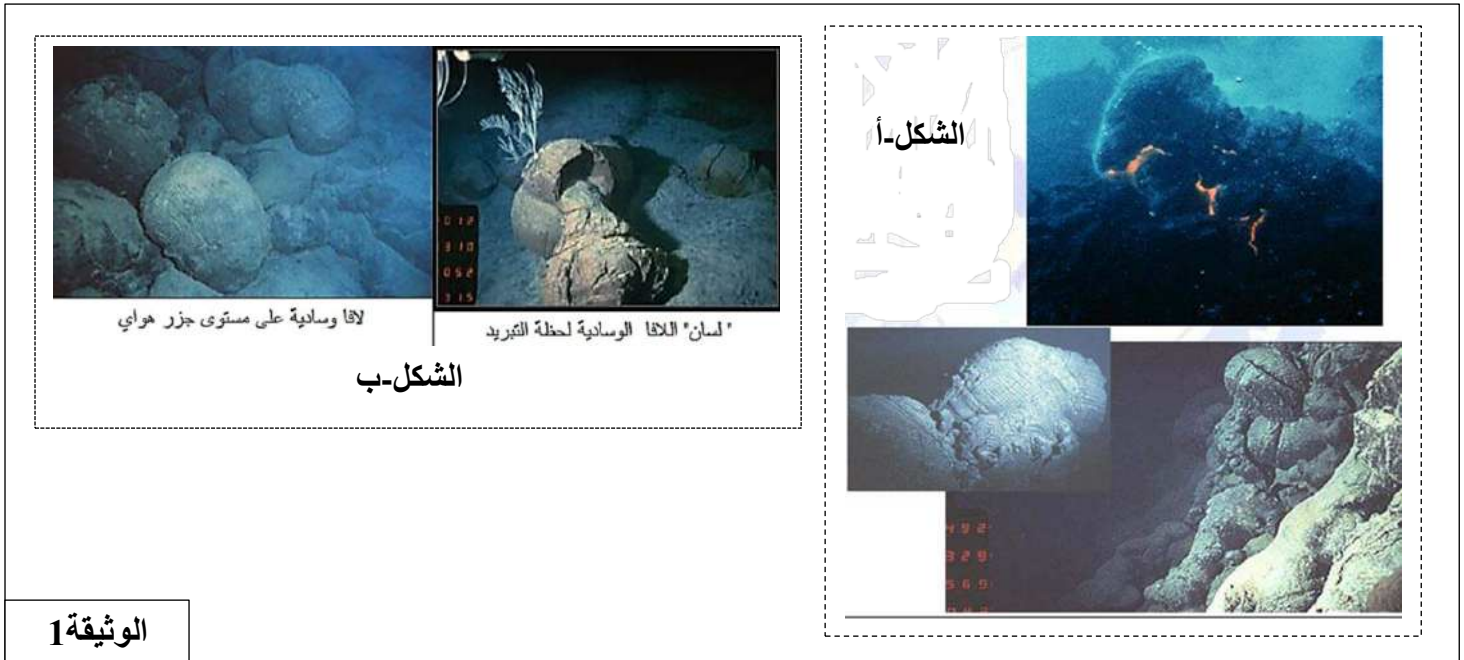 الشكل-أ
لافا وسادية على مستوى جزر هواي
" لسان" اللافا الوسادية لحظة التبريد
الشكل-ب
الوثيقة1